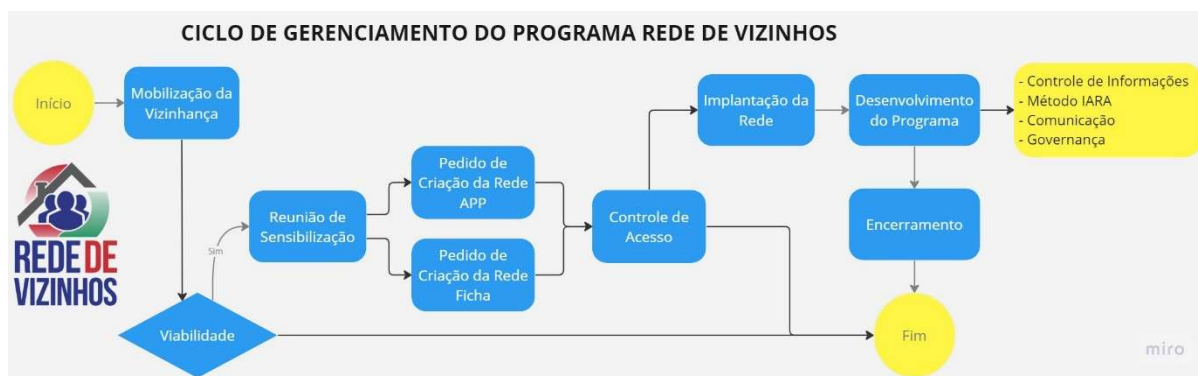 CICLO DE GERENCIAMENTO DO PROGRAMA REDE DE VIZINHOS
Início
Mobilização da
Vizinhança
Implantação da
Rede
Desenvolvimento
do Programa
- Controle de Informações
- Método IARA
- Comunicação
- Governança
REDE DE
VIZINHOS
Sim
Reunião de
Sensibilização
Pedido de
Criação da Rede
APP
Pedido de
Criação da Rede
Ficha
Controle de
Acesso
Encerramento
Viabilidade
Fim
miro